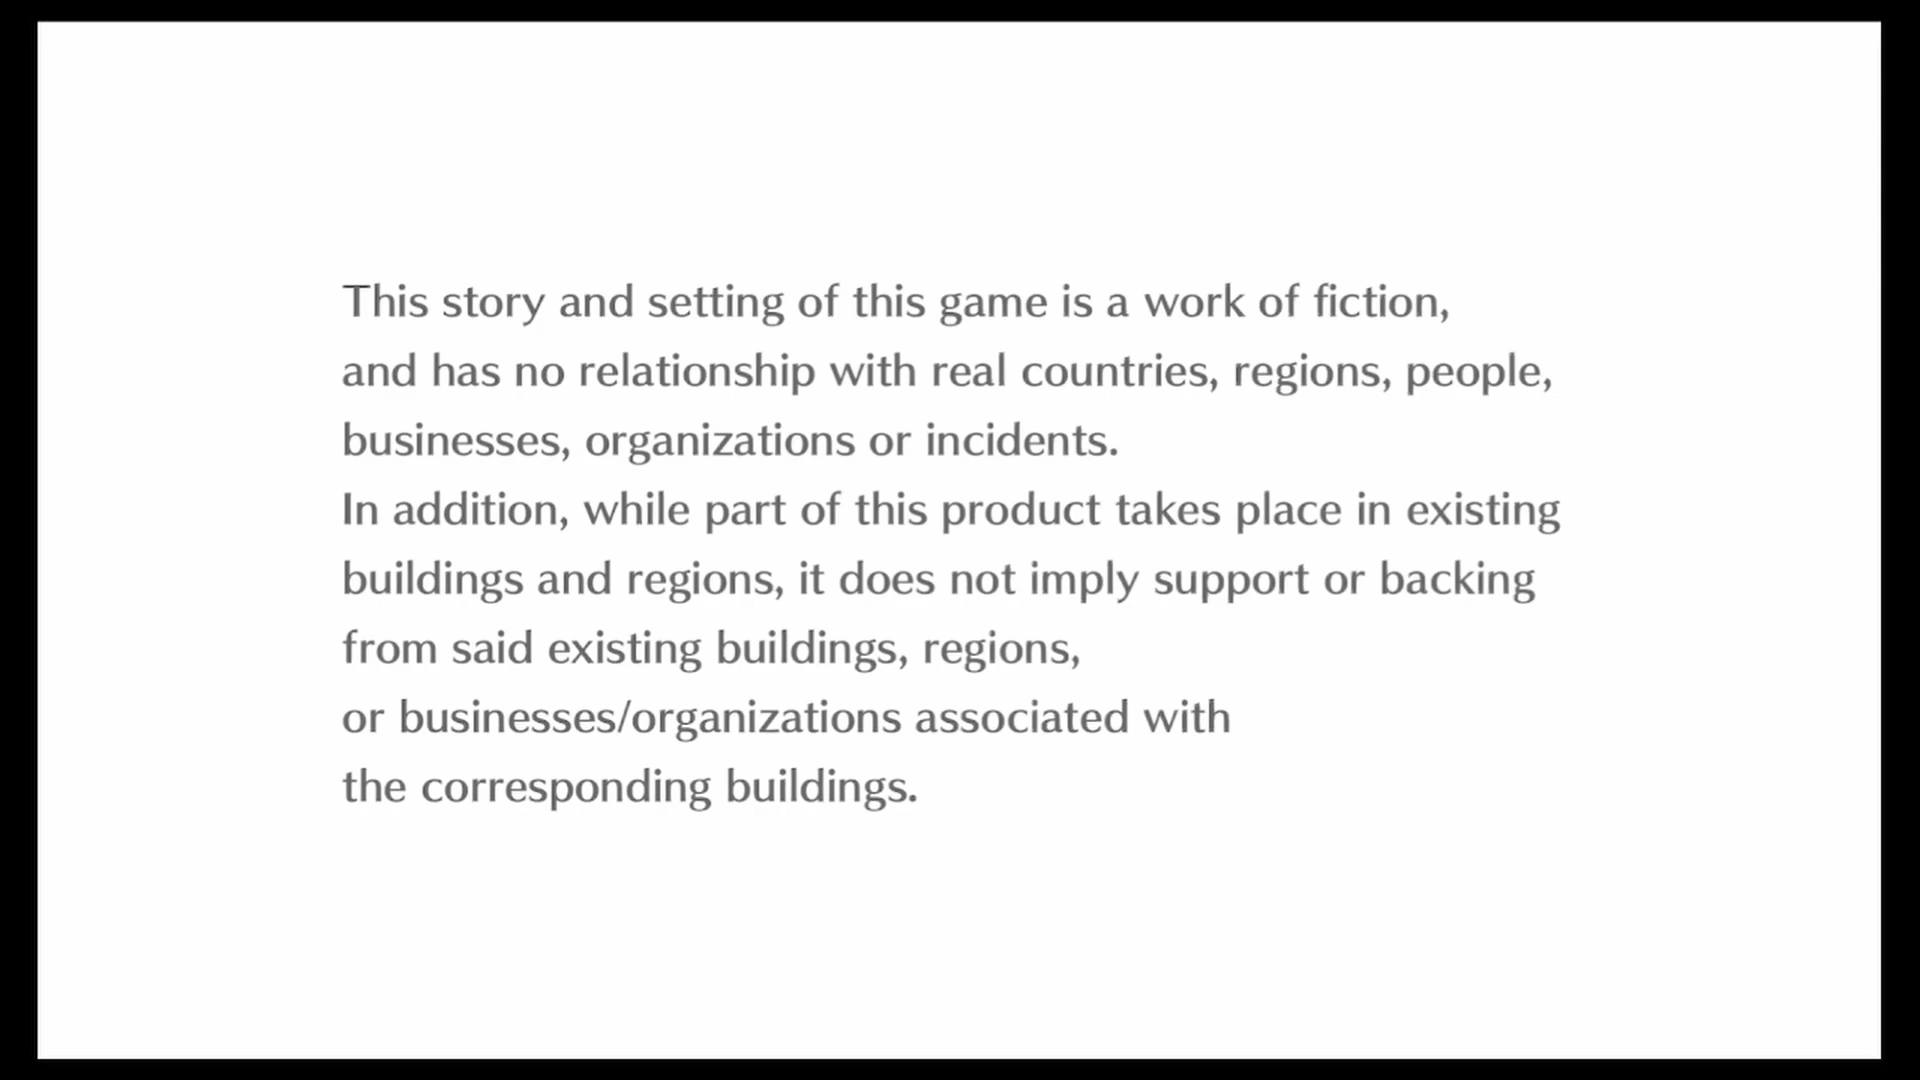 This story and setting of this game is a work of fiction,
and has no relationship with real countries, regions, people,
businesses, organizations or incidents.
In addition, while part of this product takes place in existing
buildings and regions, it does not imply support or backing
from said existing buildings, regions,
or businesses/organizations associated with
the corresponding buildings.